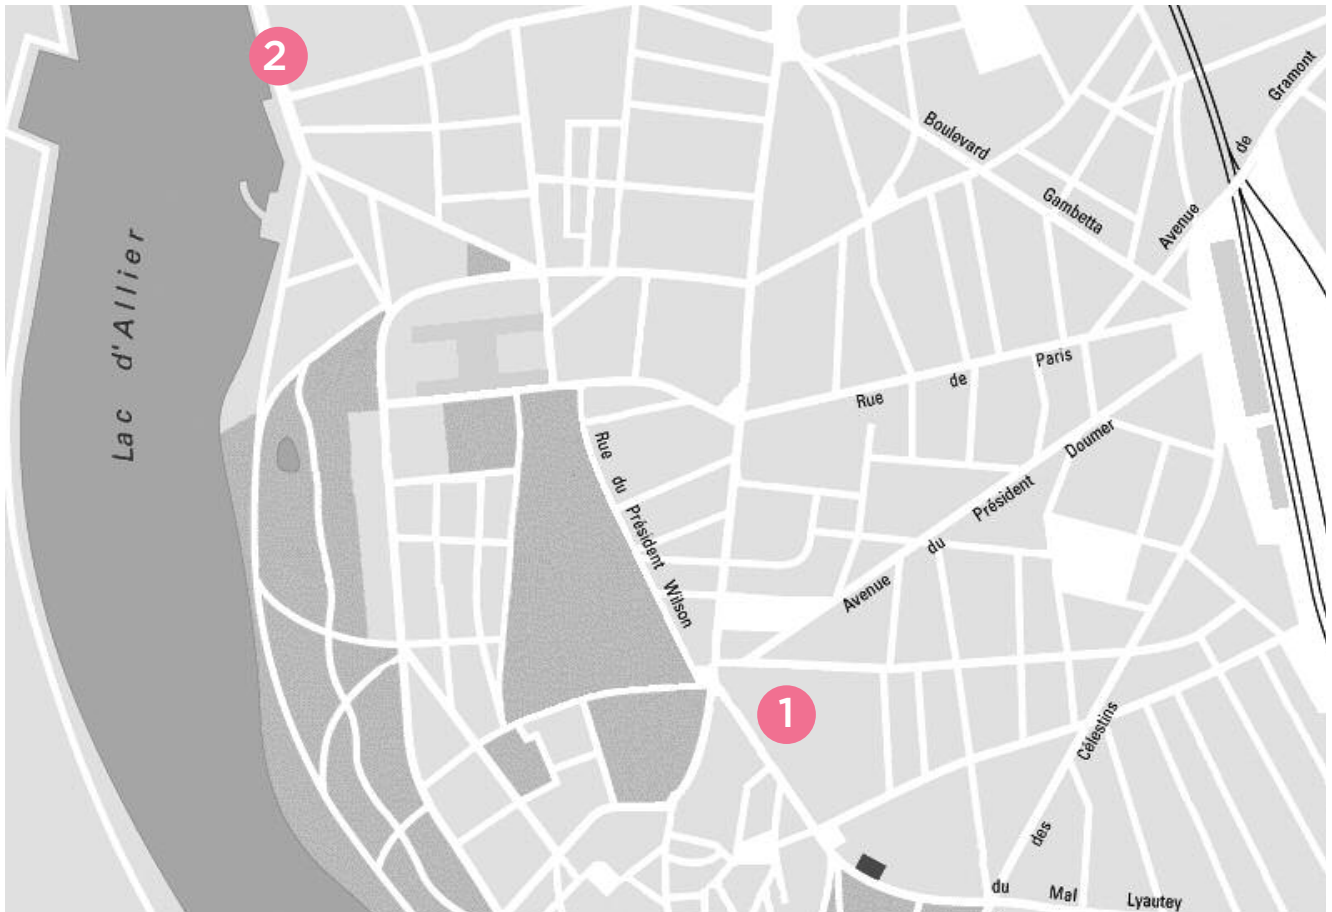 2
Gramont
de
Avenue
Boulevard
Gambetta
Lac d'Allier
Rue de Paris
Rue du Président Wilson
Avenue du Président Doumer
1
Célestins
des
du Mal Lyautey